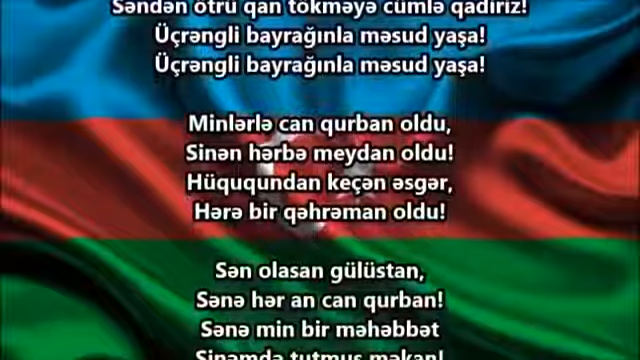 Səndən ötrü qan tökməyə cümlə qadiriz!
Üçrəngli bayrağınla məsud yaşa!
Üçrəngli bayrağınla məsud yaşa!
Minlərlə can qurban oldu,
Sinən hərbə meydan oldu!
Hüququndan keçən əsgər,
Hərə bir qəhrəman oldu!
Sən olasan gülüstan,
Sənə hər an can qurban!
Sənə min bir məhəbbət
Sinəmdə tutmuş məkan!